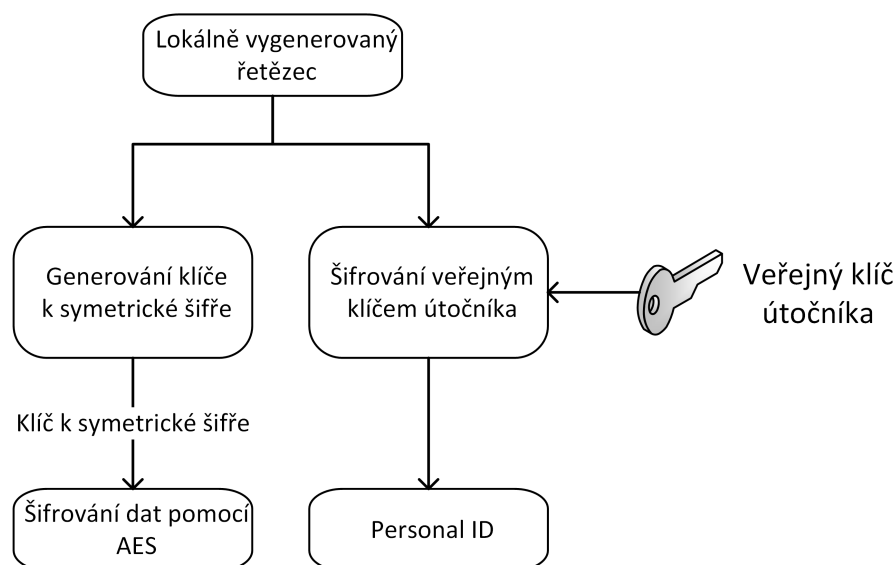 Lokálně vygenerovaný
řetězec
Generování klíče
k symetrické šifře
Šifrování veřejným
klíčem útočníka
Veřejný klíč
útočníka
Klíč k symetrické šifře
Šifrování dat pomocí
AES
Personal ID